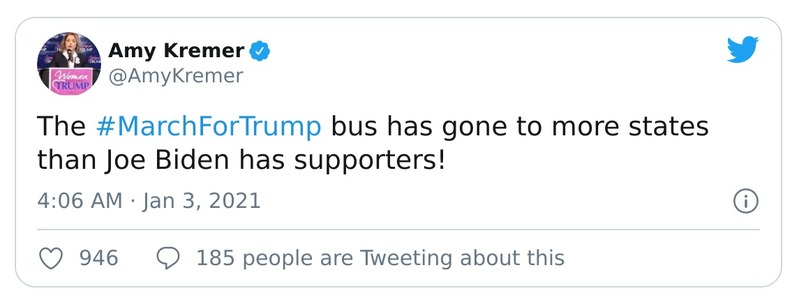 Amy Kremer
@AmyKremer
Women
TRUMP
The #MarchForTrump bus has gone to more states
than Joe Biden has supporters!
4:06 AM · Jan 3, 2021
946 185 people are Tweeting about this